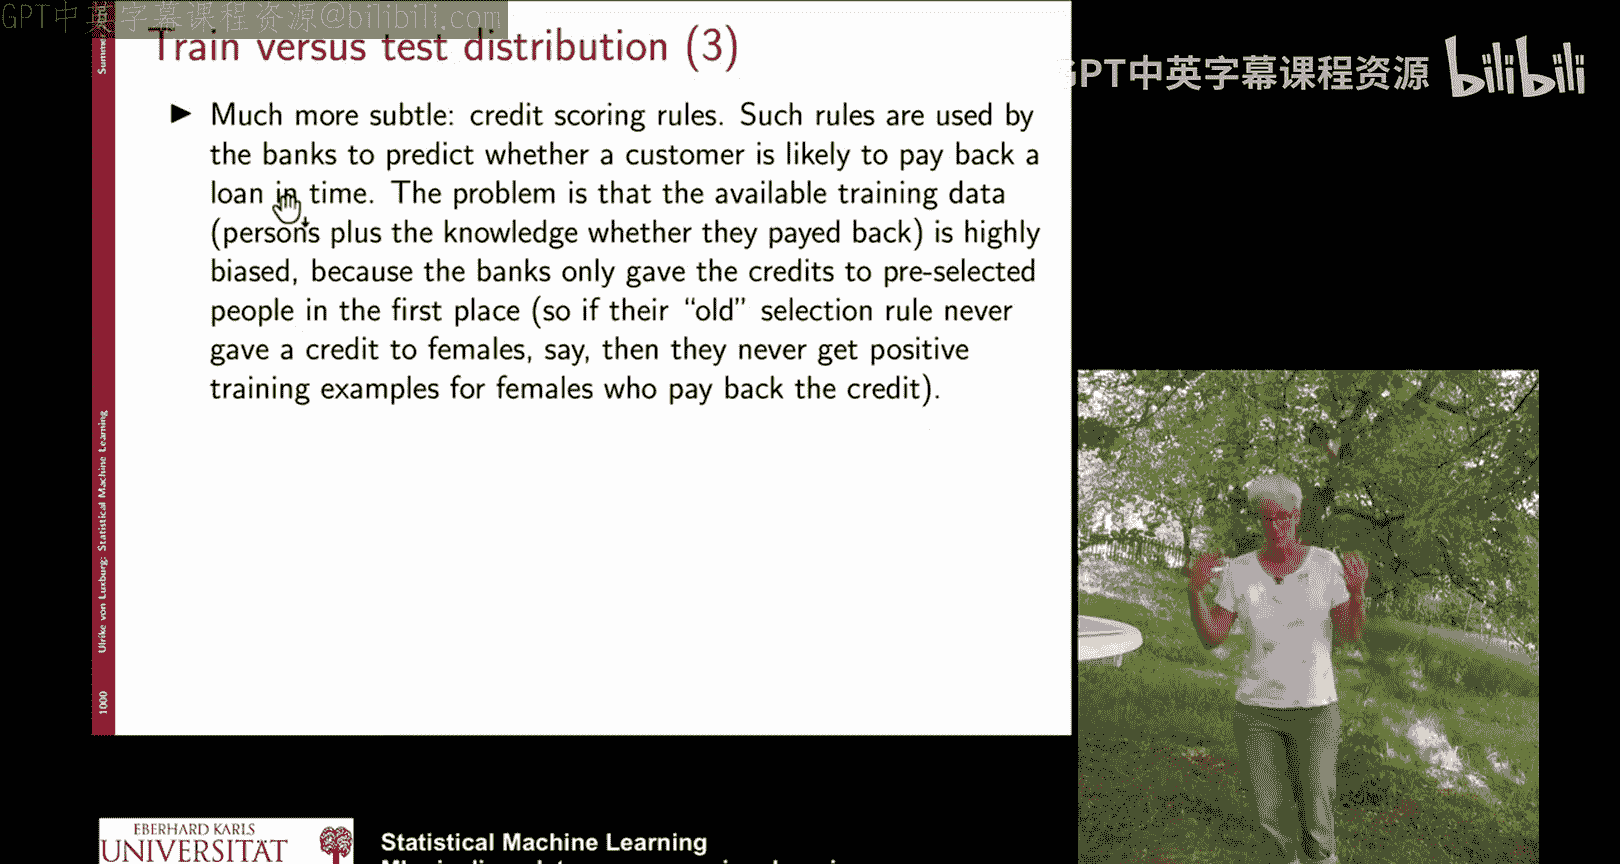 GPT中英字幕课程资源@bilibili.com
Train versus test distribution (3)
GPT中英字幕课程资源 bilibili
▶ Much more subtle: credit scoring rules. Such rules are used by
the banks to predict whether a customer is likely to pay back a
loan in time. The problem is that the available training data
(persons plus the knowledge whether they payed back) is highly
biased, because the banks only gave the credits to pre-selected
people in the first place (so if their “old” selection rule never
gave a credit to females, say, then they never get positive
training examples for females who pay back the credit).
Ulrike von Luxburg: Statistical Machine Learning
1000
EBERHARD KARLS
UNIVERSITÄT
Statistical Machine Learning